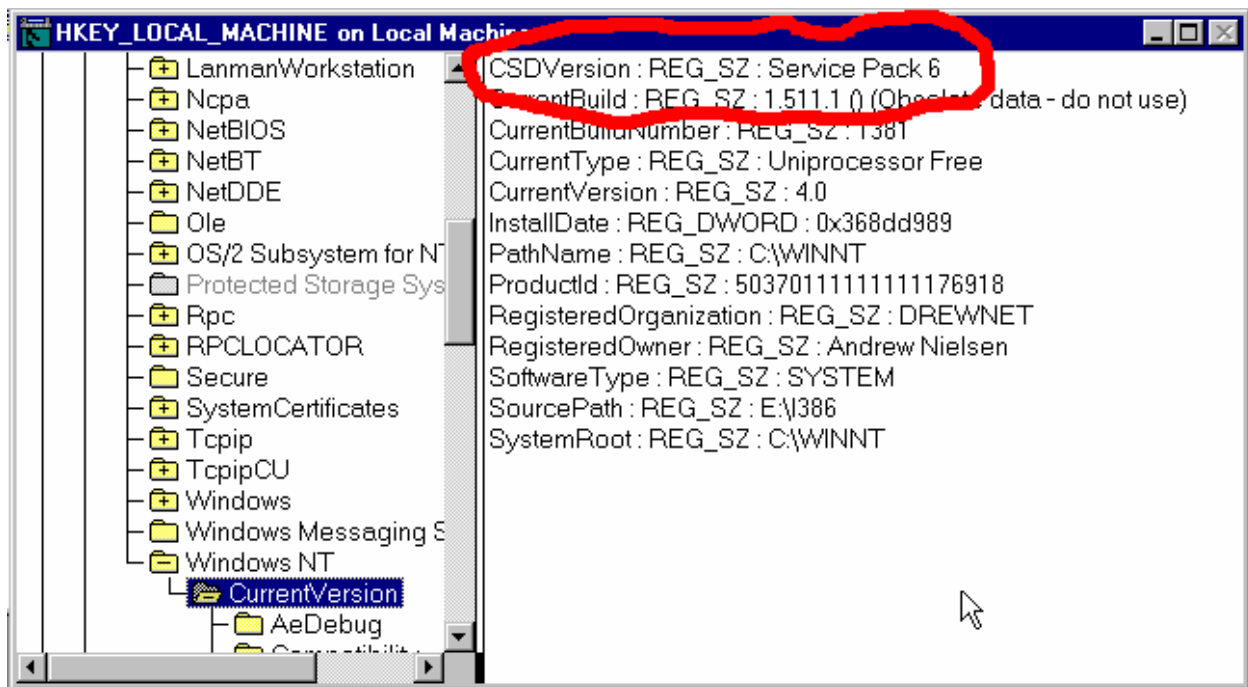 HKEY_LOCAL_MACHINE on Local Machine
LanmanWorkstation
Ncpa
NetBIOS
NetBT
NetDDE
Ole
OS/2 Subsystem for NT
Protected Storage Sys
Rpc
RPCLOCATOR
Secure
SystemCertificates
Tcpip
TcpipCU
Windows
Windows Messaging S
Windows NT
CurrentVersion
AeDebug
Compatibility
CSDVersion : REG_SZ : Service Pack 6
CurrentBuild : REG_SZ : 1.511.1 () (Obsolete data - do not use)
CurrentBuildNumber : REG_SZ : 1381
CurrentType : REG_SZ : Uniprocessor Free
CurrentVersion : REG_SZ : 4.0
InstallDate : REG_DWORD : 0x368dd989
PathName : REG_SZ : C:\WINNT
ProductId : REG_SZ : 50370111111111176918
RegisteredOrganization : REG_SZ : DREWNET
RegisteredOwner : REG_SZ : Andrew Nielsen
SoftwareType : REG_SZ : SYSTEM
SourcePath : REG_SZ : E:\I386
SystemRoot : REG_SZ : C:\WINNT